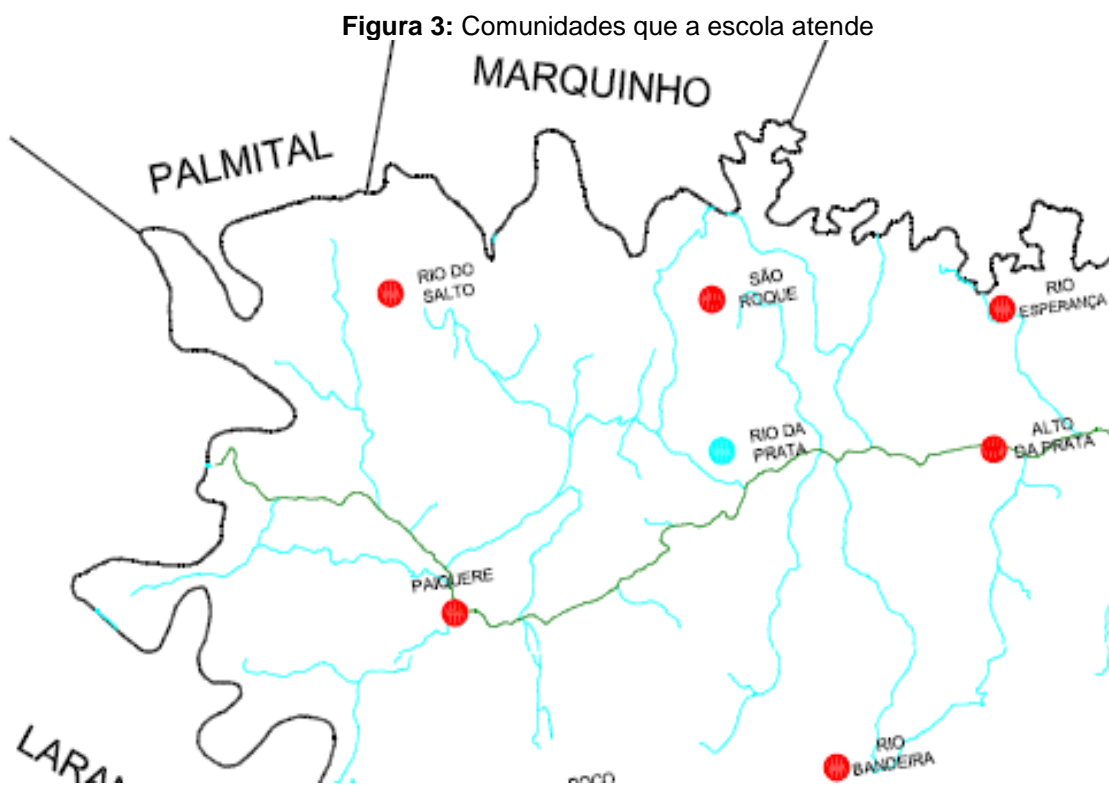 Figura 3: Comunidades que a escola atende
MARQUINHO
PALMITAL
RIO DO
SALTO
SÃO
ROQUE
RIO
ESPERANÇA
RIO DA
PRATA
ALTO
DA PRATA
PAIQUERE
RIO
BANDEIRA